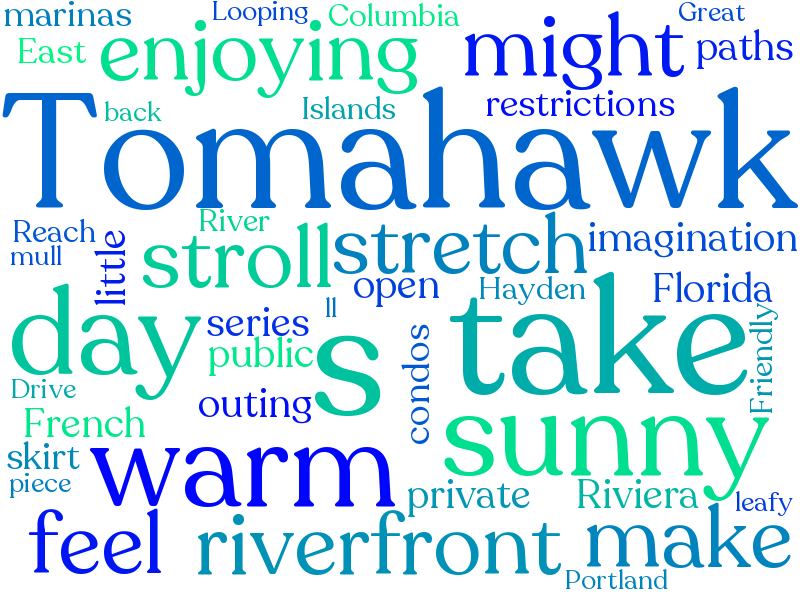 marinas
Looping
Columbia
Great
East
enjoying
might
paths
Tomahawk
back
Islands
restrictions
Reach
River
mull
little
stroll
stretch
imagination
open
Hayden
Florida
day
ll
series
s
take
public
condos
Friendly
Drive
outing
French
sunny
skirt
warm
piece
private
Riviera
leafy
feel
riverfront
make
Portland